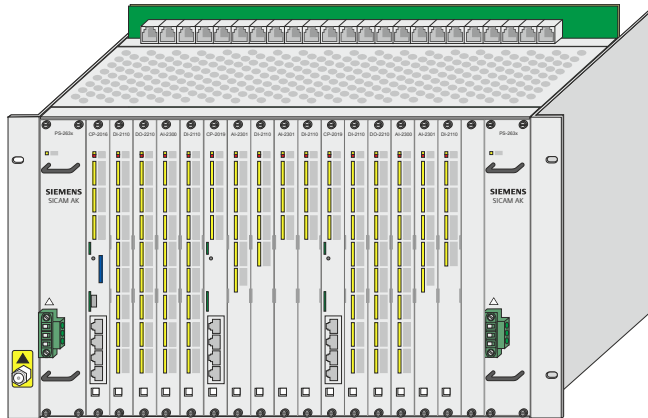 PS-263x
CP-2016
DI-2110
DO-2210
AI-2300
DI-2110
CP-2019
AI-2301
DI-2110
AI-2301
DI-2110
CP-2019
DI-2110
DO-2210
AI-2300
AI-2301
DI-2110
PS-263x
SIEMENS
SICAM AK
SIEMENS
SICAM AK